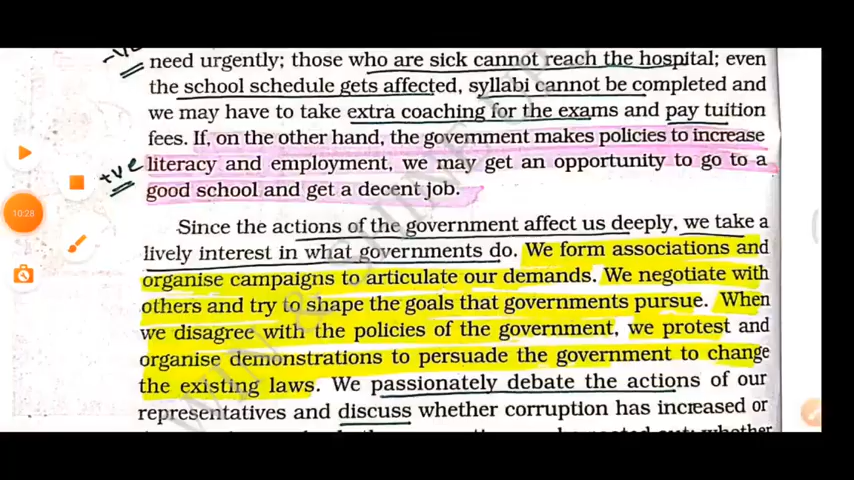 -ve
need urgently; those who are sick cannot reach the hospital; even
the school schedule gets affected, syllabi cannot be completed and
we may have to take extra coaching for the exams and pay tuition
fees. If, on the other hand, the government makes policies to increase
+ve literacy and employment, we may get an opportunity to go to a
good school and get a decent job.
10:28
Since the actions of the government affect us deeply, we take a
lively interest in what governments do. We form associations and
organise campaigns to articulate our demands. We negotiate with
others and try to shape the goals that governments pursue. When
we disagree with the policies of the government, we protest and
organise demonstrations to persuade the government to change
the existing laws. We passionately debate the actions of our
representatives and discuss whether corruption has increased or
whether
WIN & SHINE UP